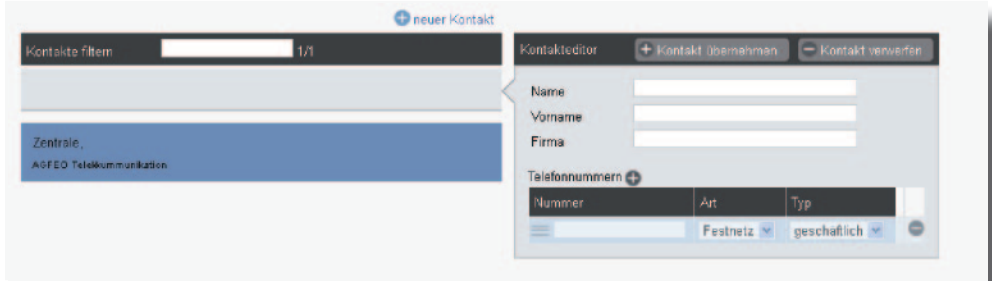 neuer Kontakt
Kontakte filtern 1/1
Zentrale,
AGFEO Telekommunikation
Kontakteditor Kontakt übernehmen Kontakt verwerfen
Name
Vorname
Firma
Telefonnummern
Nummer Art Typ
Festnetz geschäftlich